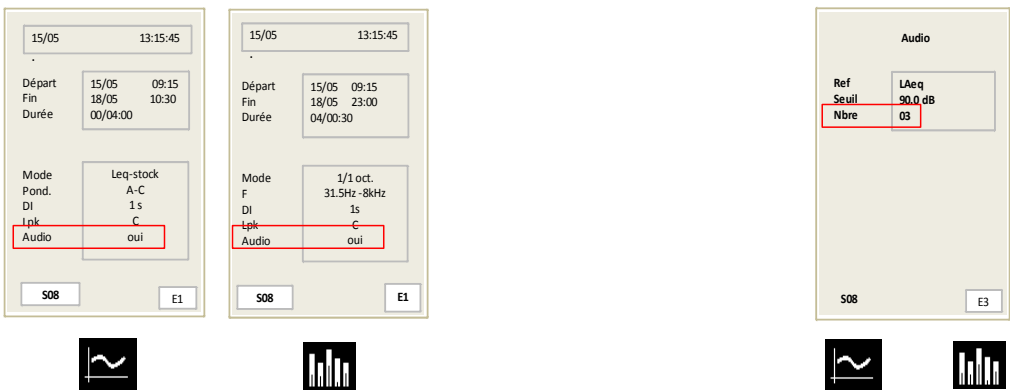 15/05 13:15:45
.
Départ 15/05 09:15
Fin 18/05 10:30
Durée 00/04:00
Mode Leq-stock
Pond. A-C
DI 1 s
Lpk C
Audio oui
S08 E1
15/05 13:15:45
.
Départ 15/05 09:15
Fin 18/05 23:00
Durée 04/00:30
Mode 1/1 oct.
F 31.5Hz -8kHz
DI 1s
Lpk C
Audio oui
S08 E1
Audio
Ref LAeq
Seuil 90.0 dB
Nbre 03
S08 E3